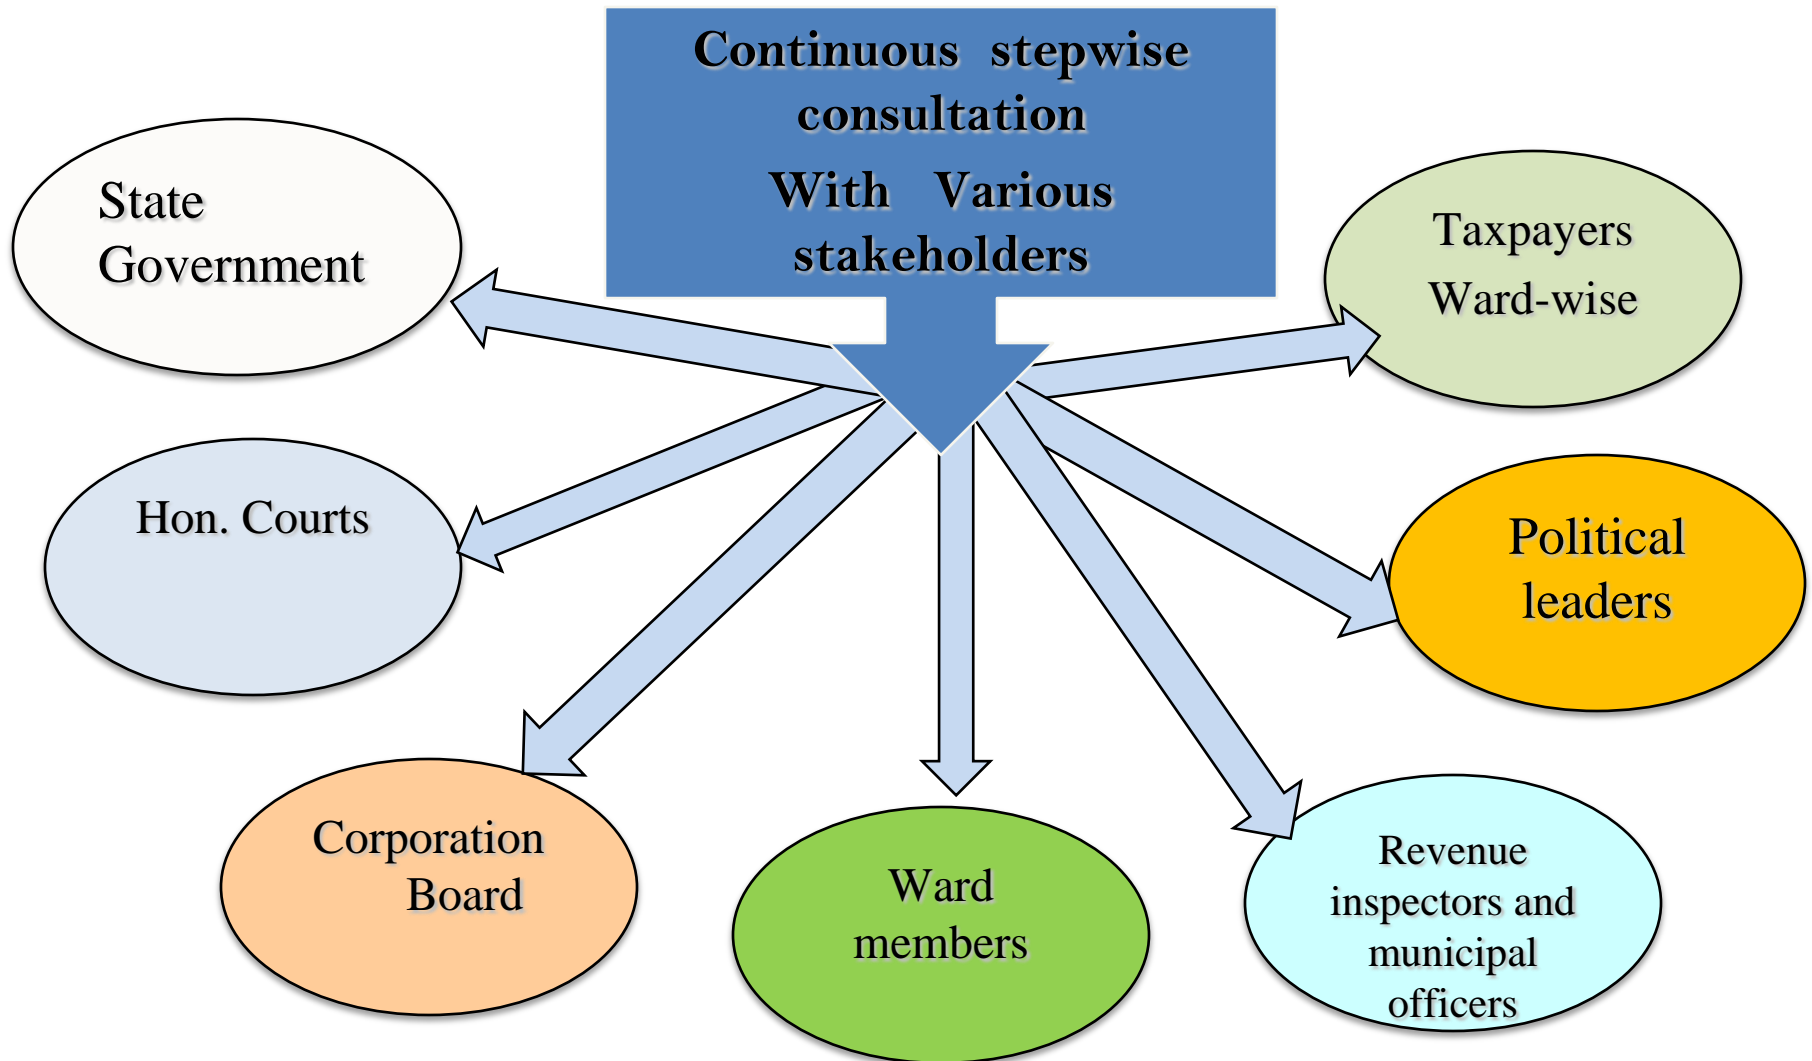 Continuous stepwise
consultation
With Various
stakeholders
State
Government
Taxpayers
Ward-wise
Hon. Courts
Political
leaders
Corporation
Board
Ward
members
Revenue
inspectors and
municipal
officers